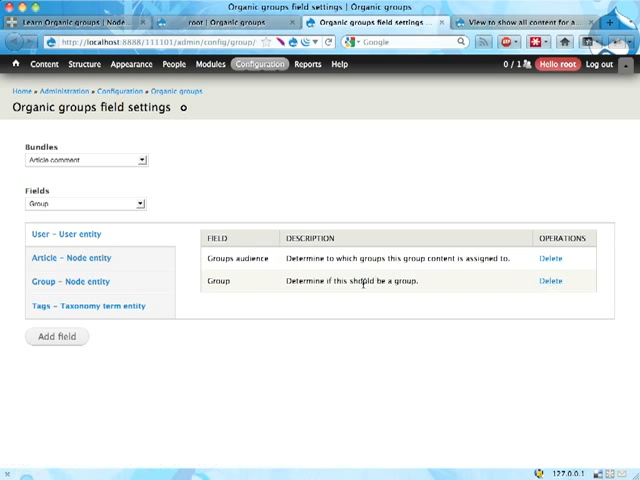 Organic groups field settings | Organic groups
Learn Organic groups | Node...
root | Organic groups
Organic groups field settings ...
View to show all content for a...
http://localhost:8888/111101/admin/config/group/
Google
Content Structure Appearance People Modules Configuration Reports Help
0 / 1 Hello root Log out
Home » Administration » Configuration » Organic groups
Organic groups field settings
Bundles
Article comment
Fields
Group
User - User entity
Article - Node entity
Group - Node entity
Tags - Taxonomy term entity
FIELD DESCRIPTION OPERATIONS
Groups audience Determine to which groups this group content is assigned to. Delete
Group Determine if this should be a group. Delete
Add field
127.0.0.1